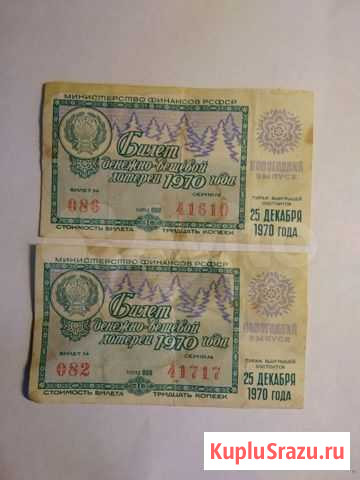 МИНИСТЕРСТВО ФИНАНСОВ РСФСР
Билет
денежно-вещевой
лотереи 1970 года
НОВОГОДНИЙ
ВЫПУСК
БИЛЕТ №
086
СЕРИЯ №
41610
ТИРАЖ ВЫИГРЫШЕЙ
СОСТОИТСЯ
25 ДЕКАБРЯ
1970 ГОДА
СТОИМОСТЬ БИЛЕТА ТРИДЦАТЬ КОПЕЕК
МИНИСТЕРСТВО ФИНАНСОВ РСФСР
Билет
денежно-вещевой
лотереи 1970 года
НОВОГОДНИЙ
ВЫПУСК
БИЛЕТ №
082
СЕРИЯ №
41717
ТИРАЖ ВЫИГРЫШЕЙ
СОСТОИТСЯ
25 ДЕКАБРЯ
1970 ГОДА
СТОИМОСТЬ БИЛЕТА ТРИДЦАТЬ КОПЕЕК
KupluSrazu.ru